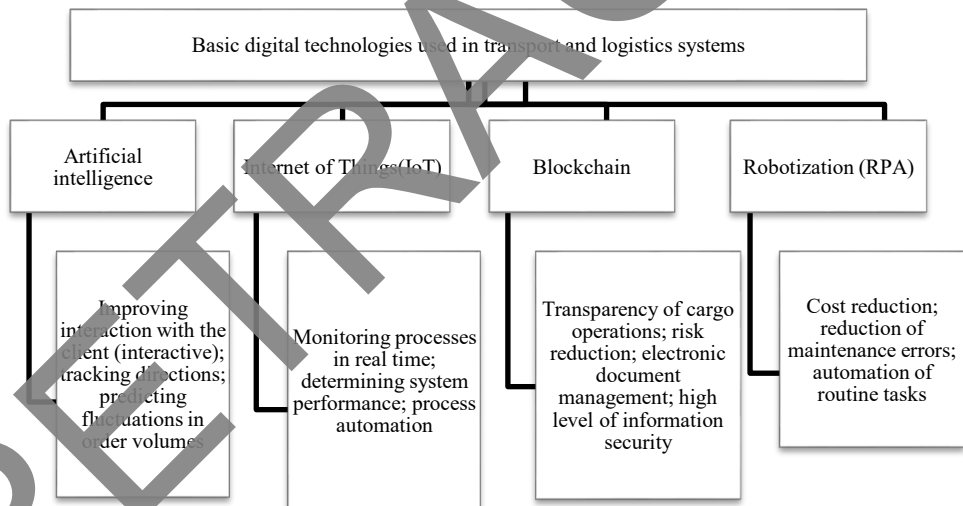 Basic digital technologies used in transport and logistics systems
Artificial
intelligence
Internet of Things(IoT)
Blockchain
Robotization (RPA)
Improving
interaction with the
client (interactive);
tracking directions;
predicting
fluctuations in
order volumes
Monitoring processes
in real time;
determining system
performance; process
automation
Transparency of cargo
operations; risk
reduction; electronic
document
management; high
level of information
security
Cost reduction;
reduction of
maintenance errors;
automation of
routine tasks